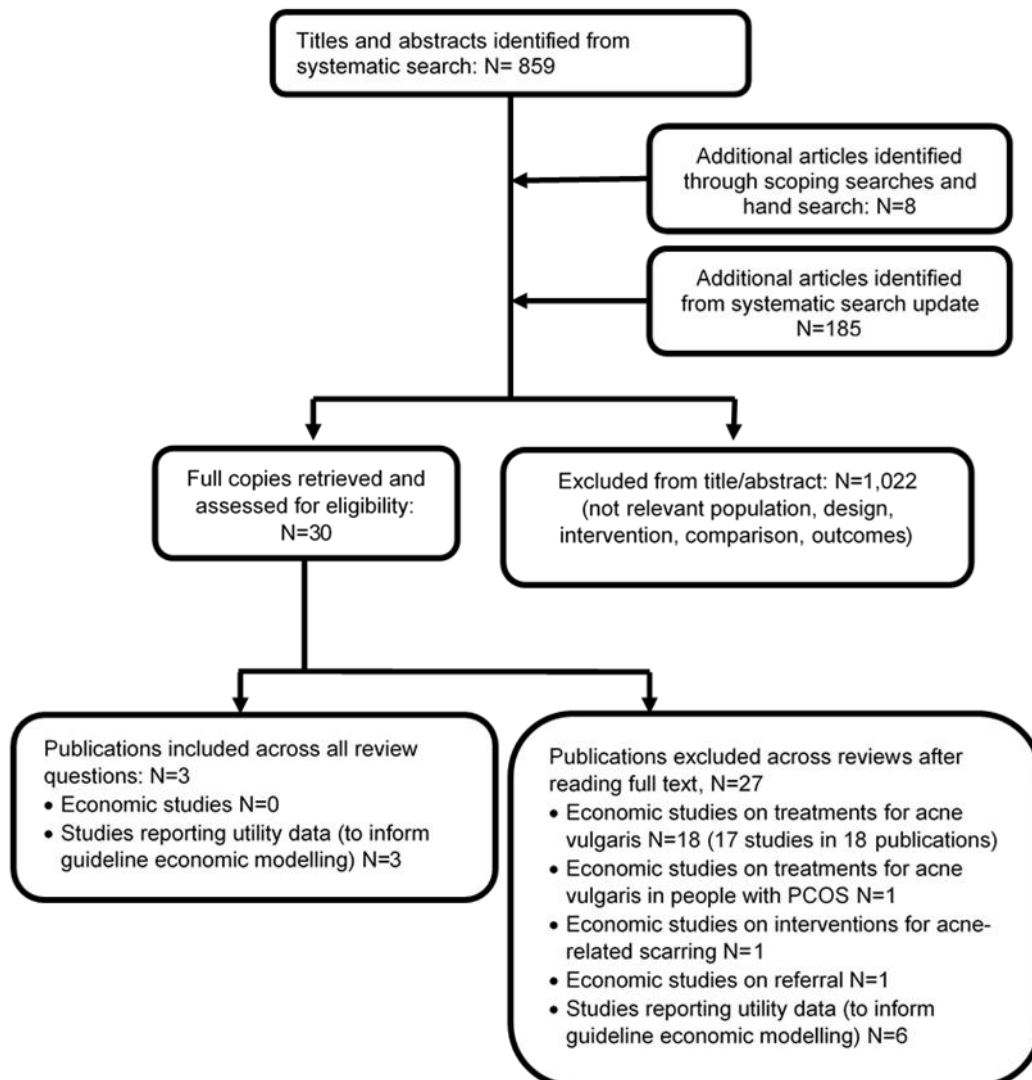 Titles and abstracts identified from
systematic search: N= 859
Additional articles identified
through scoping searches and
hand search: N=8
Additional articles identified
from systematic search update
N=185
Full copies retrieved and
assessed for eligibility:
N=30
Excluded from title/abstract: N=1,022
(not relevant population, design,
intervention, comparison, outcomes)
Publications included across all review
questions: N=3
• Economic studies N=0
• Studies reporting utility data (to inform
guideline economic modelling) N=3
Publications excluded across reviews after
reading full text, N=27
• Economic studies on treatments for acne
vulgaris N=18 (17 studies in 18 publications)
• Economic studies on treatments for acne
vulgaris in people with PCOS N=1
• Economic studies on interventions for acne-
related scarring N=1
• Economic studies on referral N=1
• Studies reporting utility data (to inform
guideline economic modelling) N=6